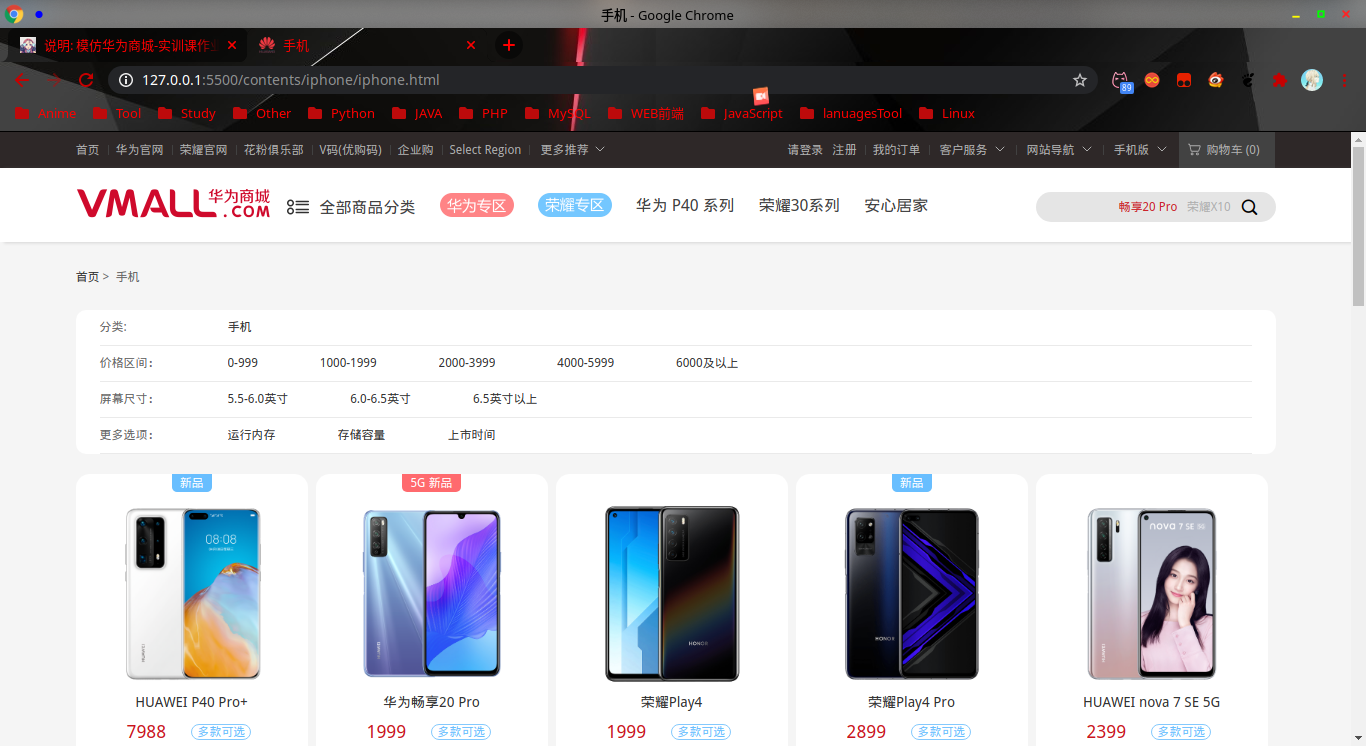 手机 - Google Chrome
说明: 模仿华为商城-实训课作业
手机
127.0.0.1:5500/contents/iphone/iphone.html
89
Anime Tool Study Other Python JAVA PHP MySQL WEB前端 JavaScript lanuagesTool Linux
首页 华为官网 荣耀官网 花粉俱乐部 V码(优购码) 企业购 Select Region 更多推荐 请登录 注册 我的订单 客户服务 网站导航 手机版 购物车 (0)
VMALL 华为商城 .COM
全部商品分类 华为专区 荣耀专区 华为 P40 系列 荣耀30系列 安心居家 畅享20 Pro 荣耀X10
首页 > 手机
分类: 手机
价格区间: 0-999 1000-1999 2000-3999 4000-5999 6000及以上
屏幕尺寸: 5.5-6.0英寸 6.0-6.5英寸 6.5英寸以上
更多选项: 运行内存 存储容量 上市时间
新品 5G 新品 新品
08:08
HONOR
HONOR
nova 7 SE 5G
HUAWEI P40 Pro+ 华为畅享20 Pro 荣耀Play4 荣耀Play4 Pro HUAWEI nova 7 SE 5G
7988 多款可选 1999 多款可选 1999 多款可选 2899 多款可选 2399 多款可选